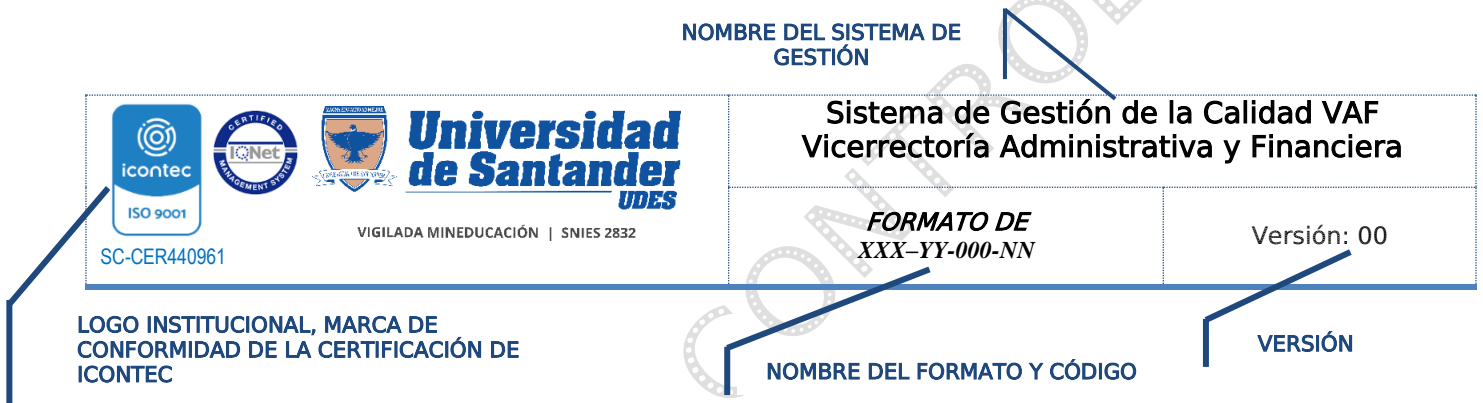 NOMBRE DEL SISTEMA DE
GESTIÓN
Sistema de Gestión de la Calidad VAF
Vicerrectoría Administrativa y Financiera
icontec
ISO 9001
SC-CER440961
CERTIFIED
IQNet
MANAGEMENT SYSTEM
Universidad
de Santander
UDES
VIGILADA MINEDUCACIÓN | SNIES 2832
FORMATO DE
XXX–YY-000-NN
Versión: 00
LOGO INSTITUCIONAL, MARCA DE
CONFORMIDAD DE LA CERTIFICACIÓN DE
ICONTEC
NOMBRE DEL FORMATO Y CÓDIGO
VERSIÓN
CONTRO